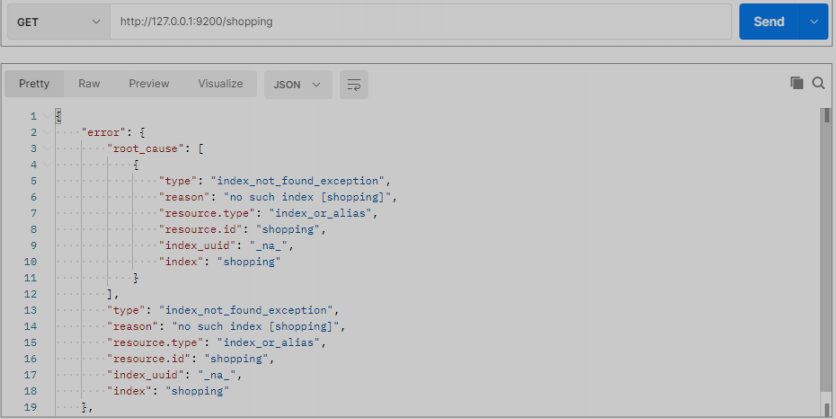 GET http://127.0.0.1:9200/shopping Send
Pretty Raw Preview Visualize JSON
1 {
2 "error": {
3 "root_cause": [
4 {
5 "type": "index_not_found_exception",
6 "reason": "no such index [shopping]",
7 "resource.type": "index_or_alias",
8 "resource.id": "shopping",
9 "index_uuid": "_na_",
10 "index": "shopping"
11 }
12 ],
13 "type": "index_not_found_exception",
14 "reason": "no such index [shopping]",
15 "resource.type": "index_or_alias",
16 "resource.id": "shopping",
17 "index_uuid": "_na_",
18 "index": "shopping"
19 },